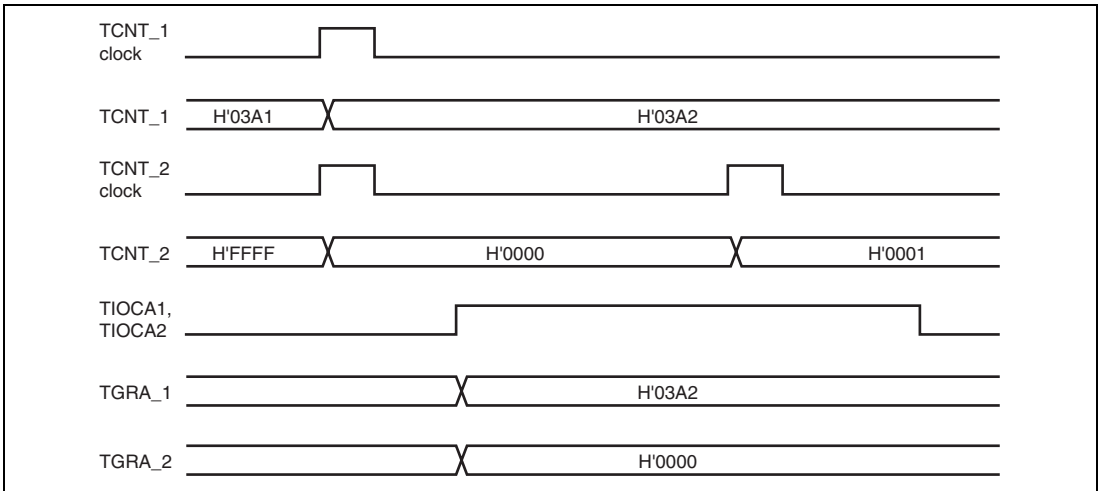 TCNT_1
clock
TCNT_1 H'03A1 H'03A2
TCNT_2
clock
TCNT_2 H'FFFF H'0000 H'0001
TIOCA1,
TIOCA2
TGRA_1 H'03A2
TGRA_2 H'0000